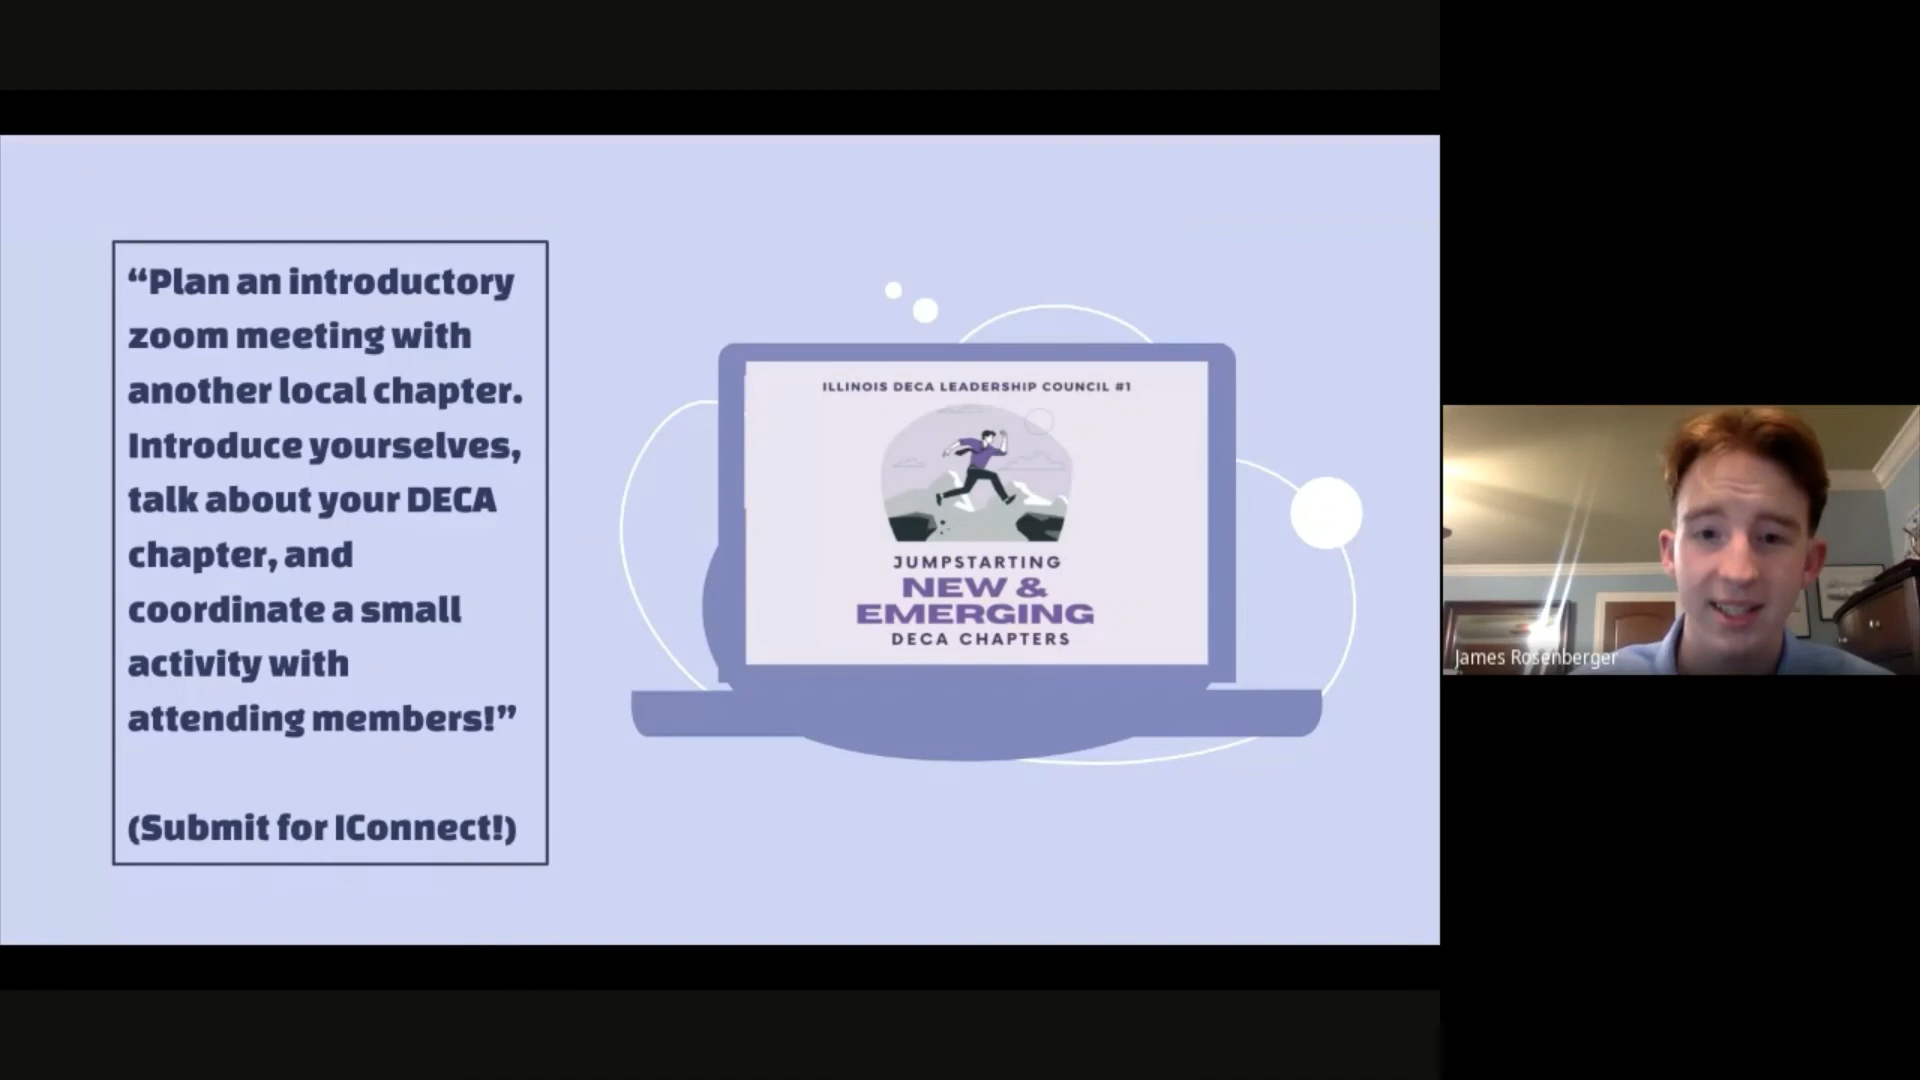 “Plan an introductory
zoom meeting with
another local chapter.
Introduce yourselves,
talk about your DECA
chapter, and
coordinate a small
activity with
attending members!”
(Submit for IConnect!)
ILLINOIS DECA LEADERSHIP COUNCIL #1
JUMPSTARTING
NEW &
EMERGING
DECA CHAPTERS
James Rosenberger